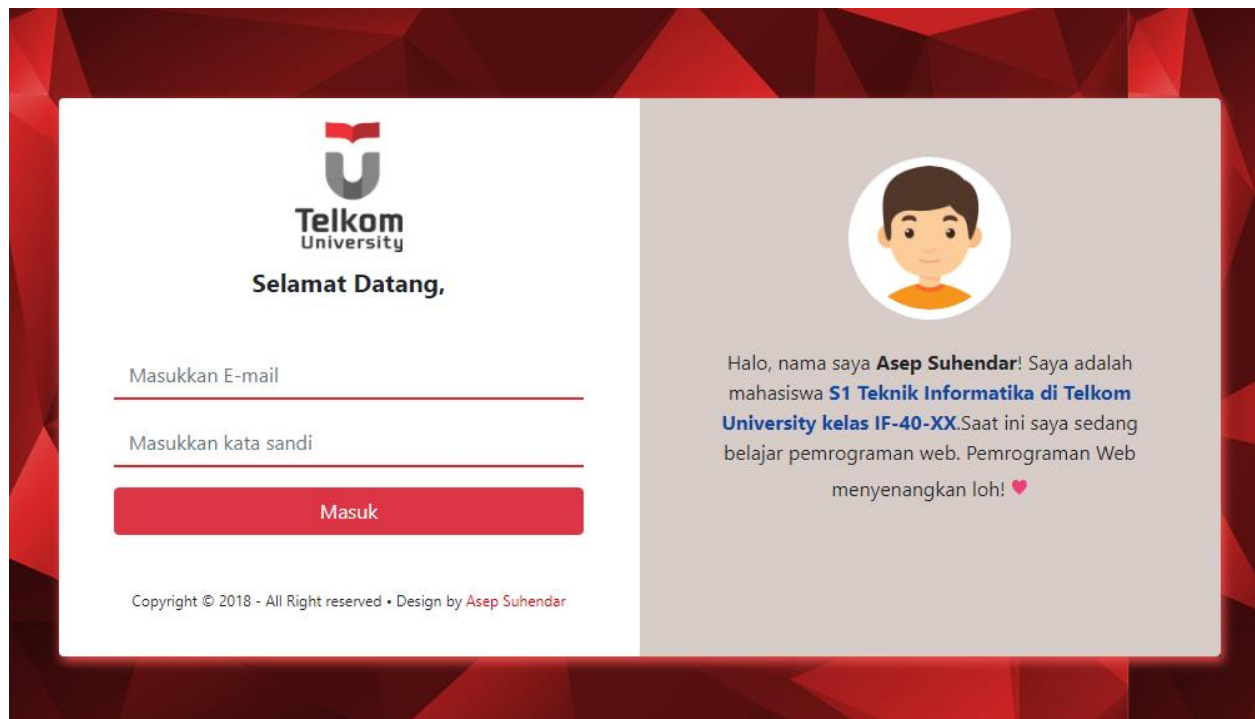 Telkom
University
Selamat Datang,
Masukkan E-mail
Masukkan kata sandi
Masuk
Copyright © 2018 - All Right reserved • Design by Asep Suhendar
Halo, nama saya Asep Suhendar! Saya adalah
mahasiswa S1 Teknik Informatika di Telkom
University kelas IF-40-XX.Saat ini saya sedang
belajar pemrograman web. Pemrograman Web
menyenangkan loh!